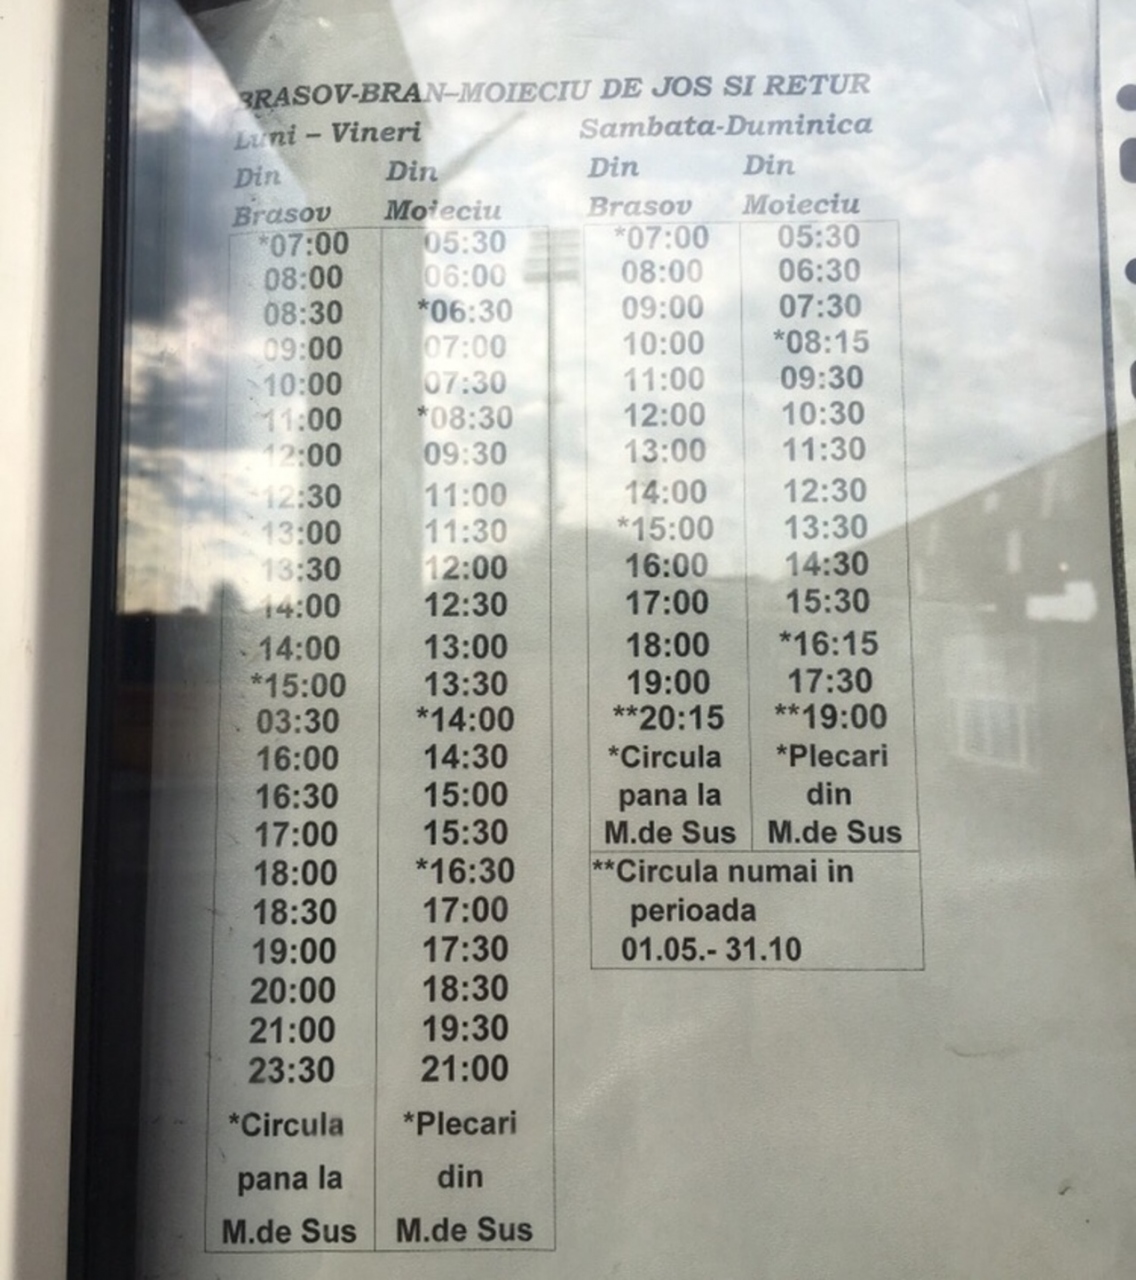 BRASOV-BRAN–MOIECIU DE JOS SI RETUR
Luni – Vineri Sambata-Duminica
Din Din Din Din
Brasov Moieciu Brasov Moieciu
*07:00 05:30 *07:00 05:30
08:00 06:00 08:00 06:30
08:30 *06:30 09:00 07:30
09:00 07:00 10:00 *08:15
10:00 07:30 11:00 09:30
11:00 *08:30 12:00 10:30
12:00 09:30 13:00 11:30
12:30 11:00 14:00 12:30
13:00 11:30 *15:00 13:30
13:30 12:00 16:00 14:30
14:00 12:30 17:00 15:30
14:00 13:00 18:00 *16:15
*15:00 13:30 19:00 17:30
03:30 *14:00 **20:15 **19:00
16:00 14:30 *Circula *Plecari
16:30 15:00 pana la din
17:00 15:30 M.de Sus M.de Sus
18:00 *16:30 **Circula numai in
18:30 17:00 perioada
19:00 17:30 01.05.- 31.10
20:00 18:30
21:00 19:30
23:30 21:00
*Circula *Plecari
pana la din
M.de Sus M.de Sus